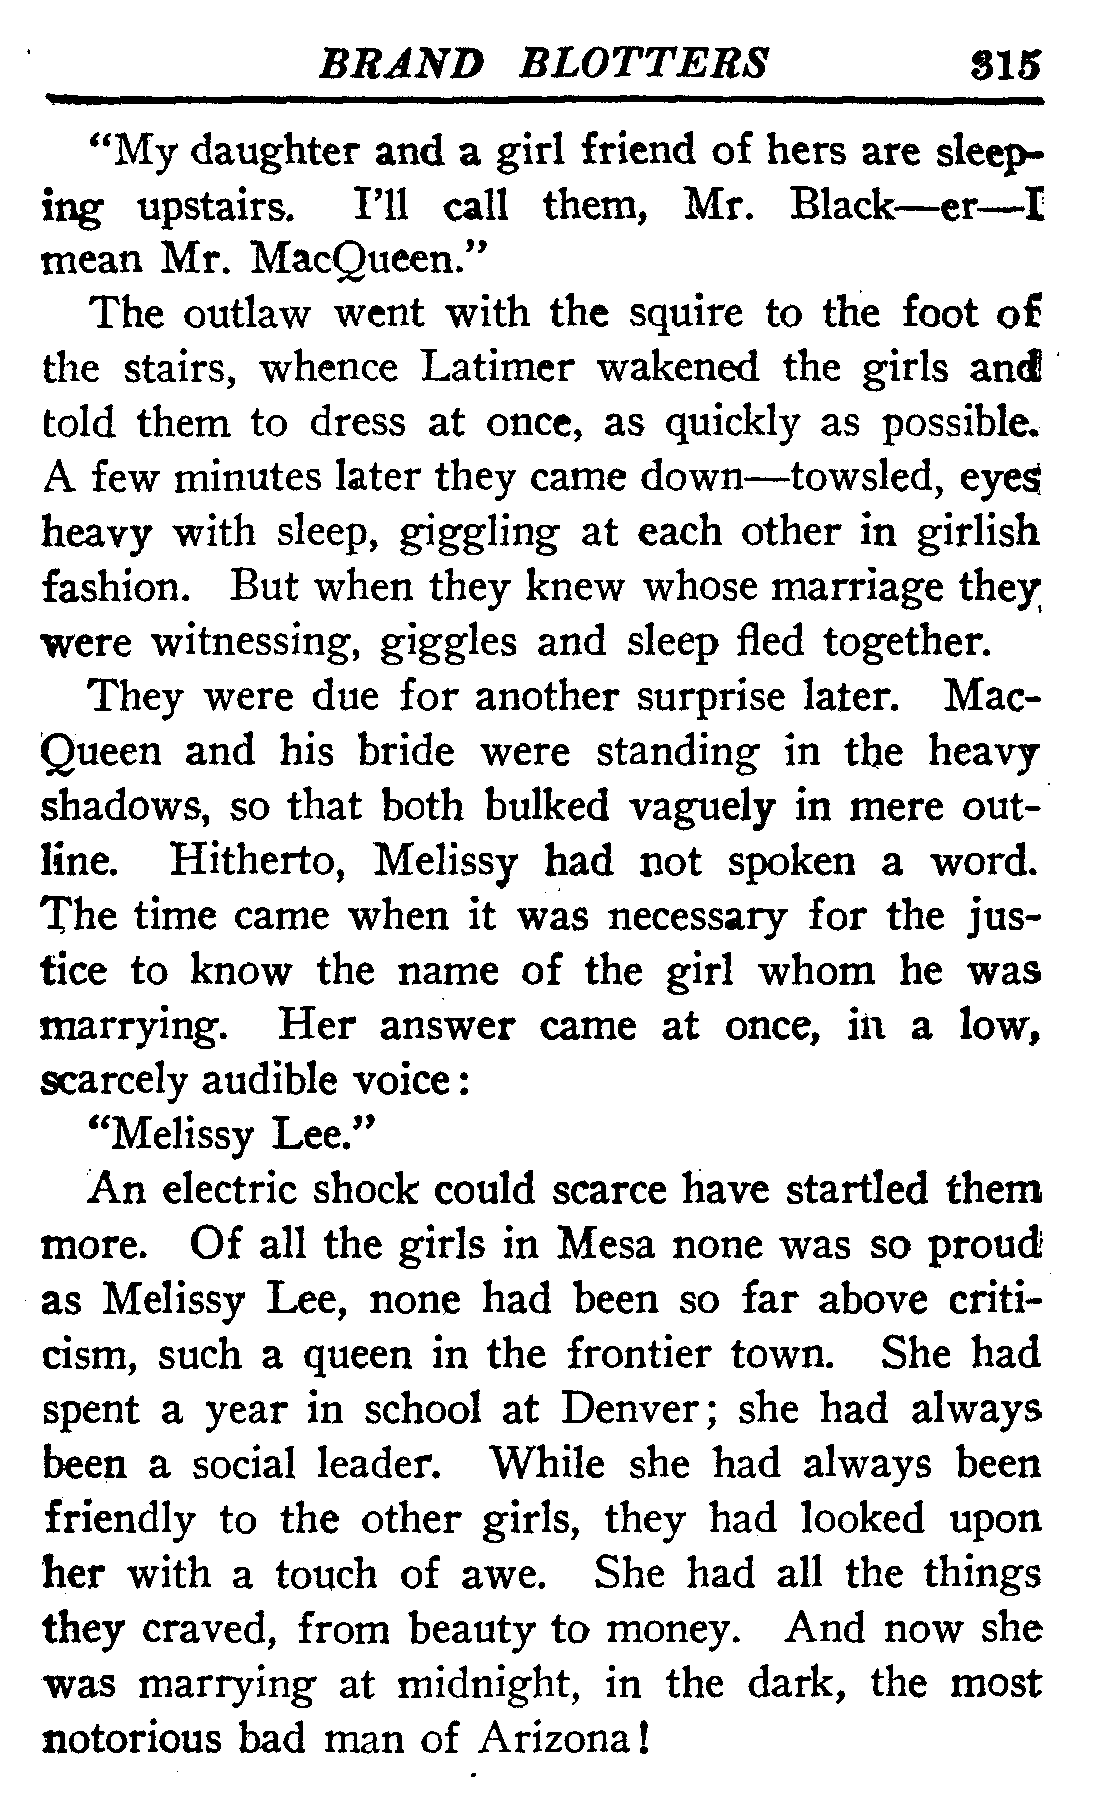 BRAND BLOTTERS 315
“My daughter and a girl friend of hers are sleep-
ing upstairs. I’ll call them, Mr. Black—er—I
mean Mr. MacQueen.”
The outlaw went with the squire to the foot of
the stairs, whence Latimer wakened the girls and
told them to dress at once, as quickly as possible.
A few minutes later they came down—towsled, eyes
heavy with sleep, giggling at each other in girlish
fashion. But when they knew whose marriage they
were witnessing, giggles and sleep fled together.
They were due for another surprise later. Mac-
Queen and his bride were standing in the heavy
shadows, so that both bulked vaguely in mere out-
line. Hitherto, Melissy had not spoken a word.
The time came when it was necessary for the jus-
tice to know the name of the girl whom he was
marrying. Her answer came at once, in a low,
scarcely audible voice:
“Melissy Lee.”
An electric shock could scarce have startled them
more. Of all the girls in Mesa none was so proud
as Melissy Lee, none had been so far above criti-
cism, such a queen in the frontier town. She had
spent a year in school at Denver; she had always
been a social leader. While she had always been
friendly to the other girls, they had looked upon
her with a touch of awe. She had all the things
they craved, from beauty to money. And now she
was marrying at midnight, in the dark, the most
notorious bad man of Arizona!